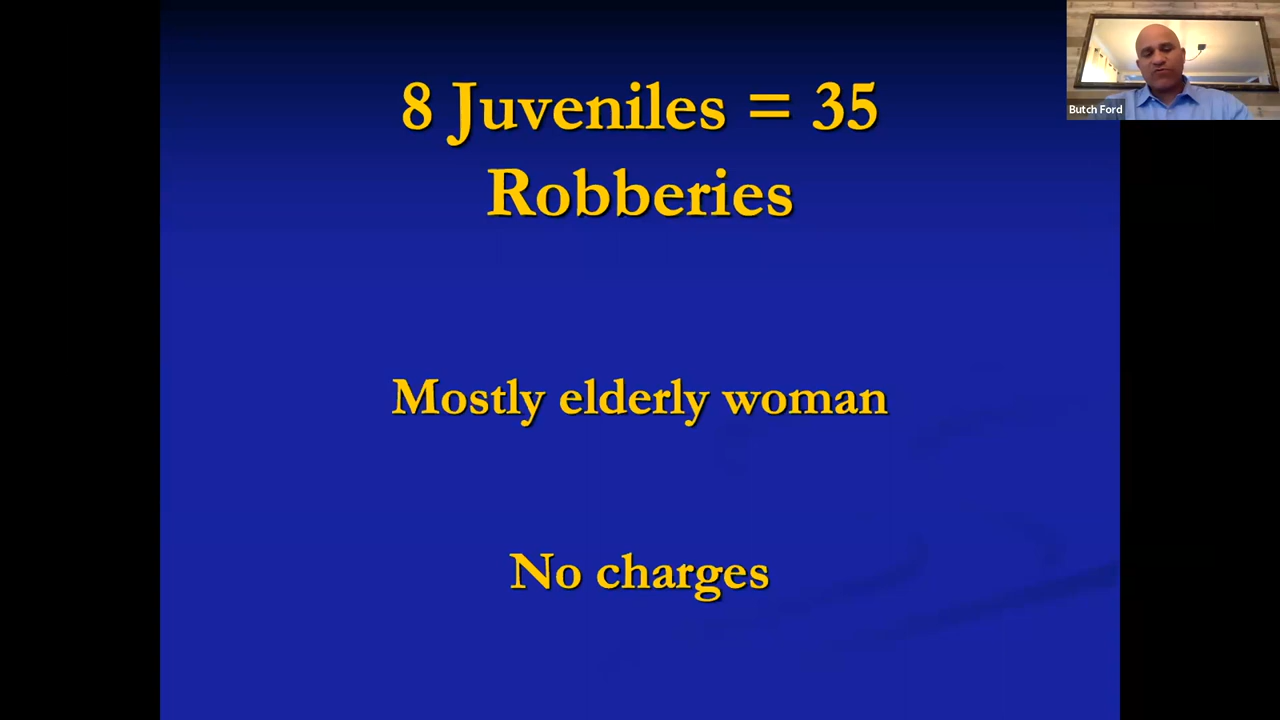 8 Juveniles = 35
Robberies
Mostly elderly woman
No charges
Butch Ford